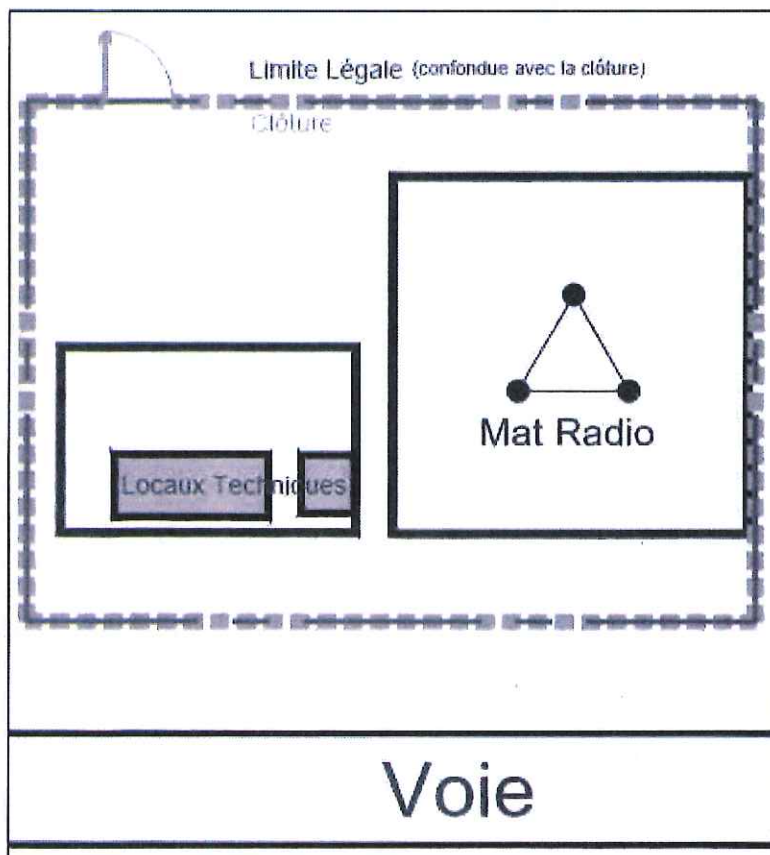 Limite Légale (confondue avec la clôture)
Clôture
Mat Radio
Locaux Techniques
Voie